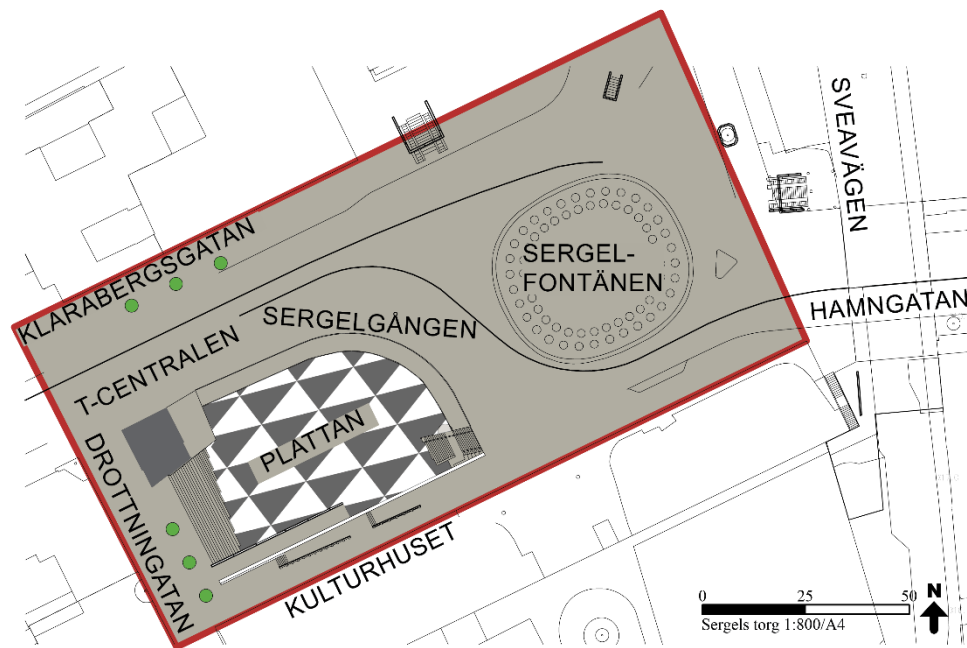 SVEAVÄGEN
KLARABERGSGATAN
SERGEL-
FONTÄNEN
HAMNGATAN
SERGELGÅNGEN
T-CENTRALEN
PLATTAN
DROTTNINGATAN
KULTURHUSET
0 25 50
N
Sergels torg 1:800/A4